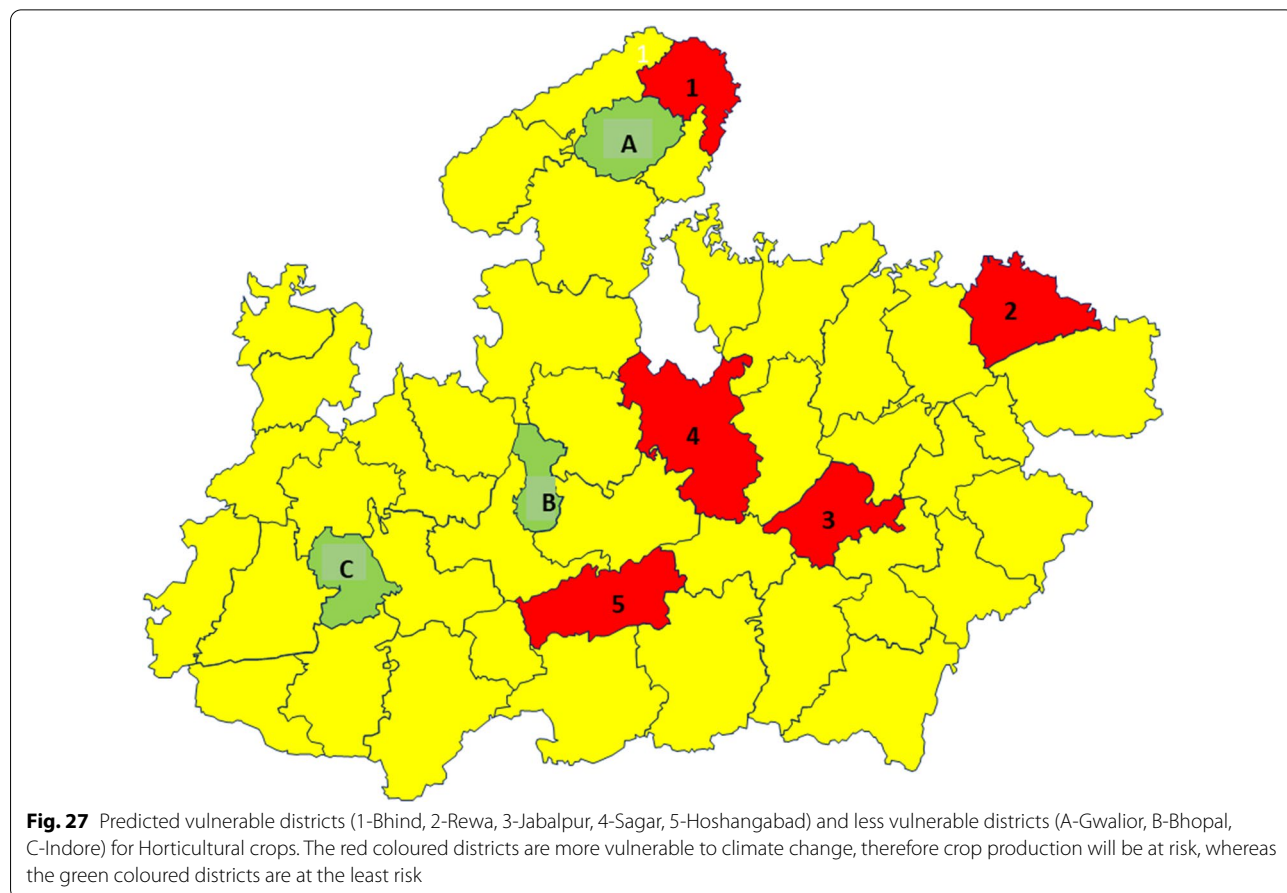 1
1
A
2
4
B
3
C
5
Fig. 27 Predicted vulnerable districts (1-Bhind, 2-Rewa, 3-Jabalpur, 4-Sagar, 5-Hoshangabad) and less vulnerable districts (A-Gwalior, B-Bhopal,
C-Indore) for Horticultural crops. The red coloured districts are more vulnerable to climate change, therefore crop production will be at risk, whereas
the green coloured districts are at the least risk